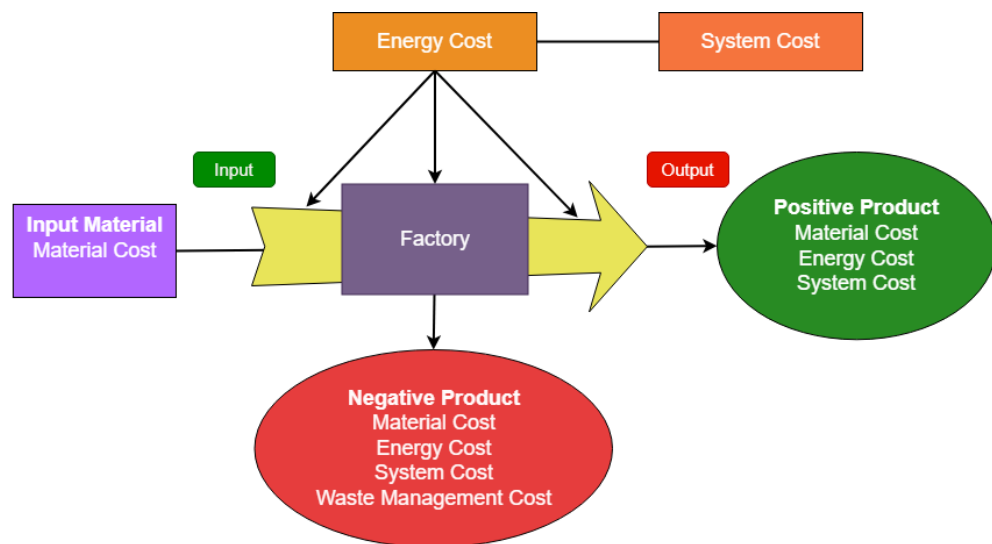 Energy Cost
System Cost
Input
Output
Input Material
Material Cost
Factory
Positive Product
Material Cost
Energy Cost
System Cost
Negative Product
Material Cost
Energy Cost
System Cost
Waste Management Cost